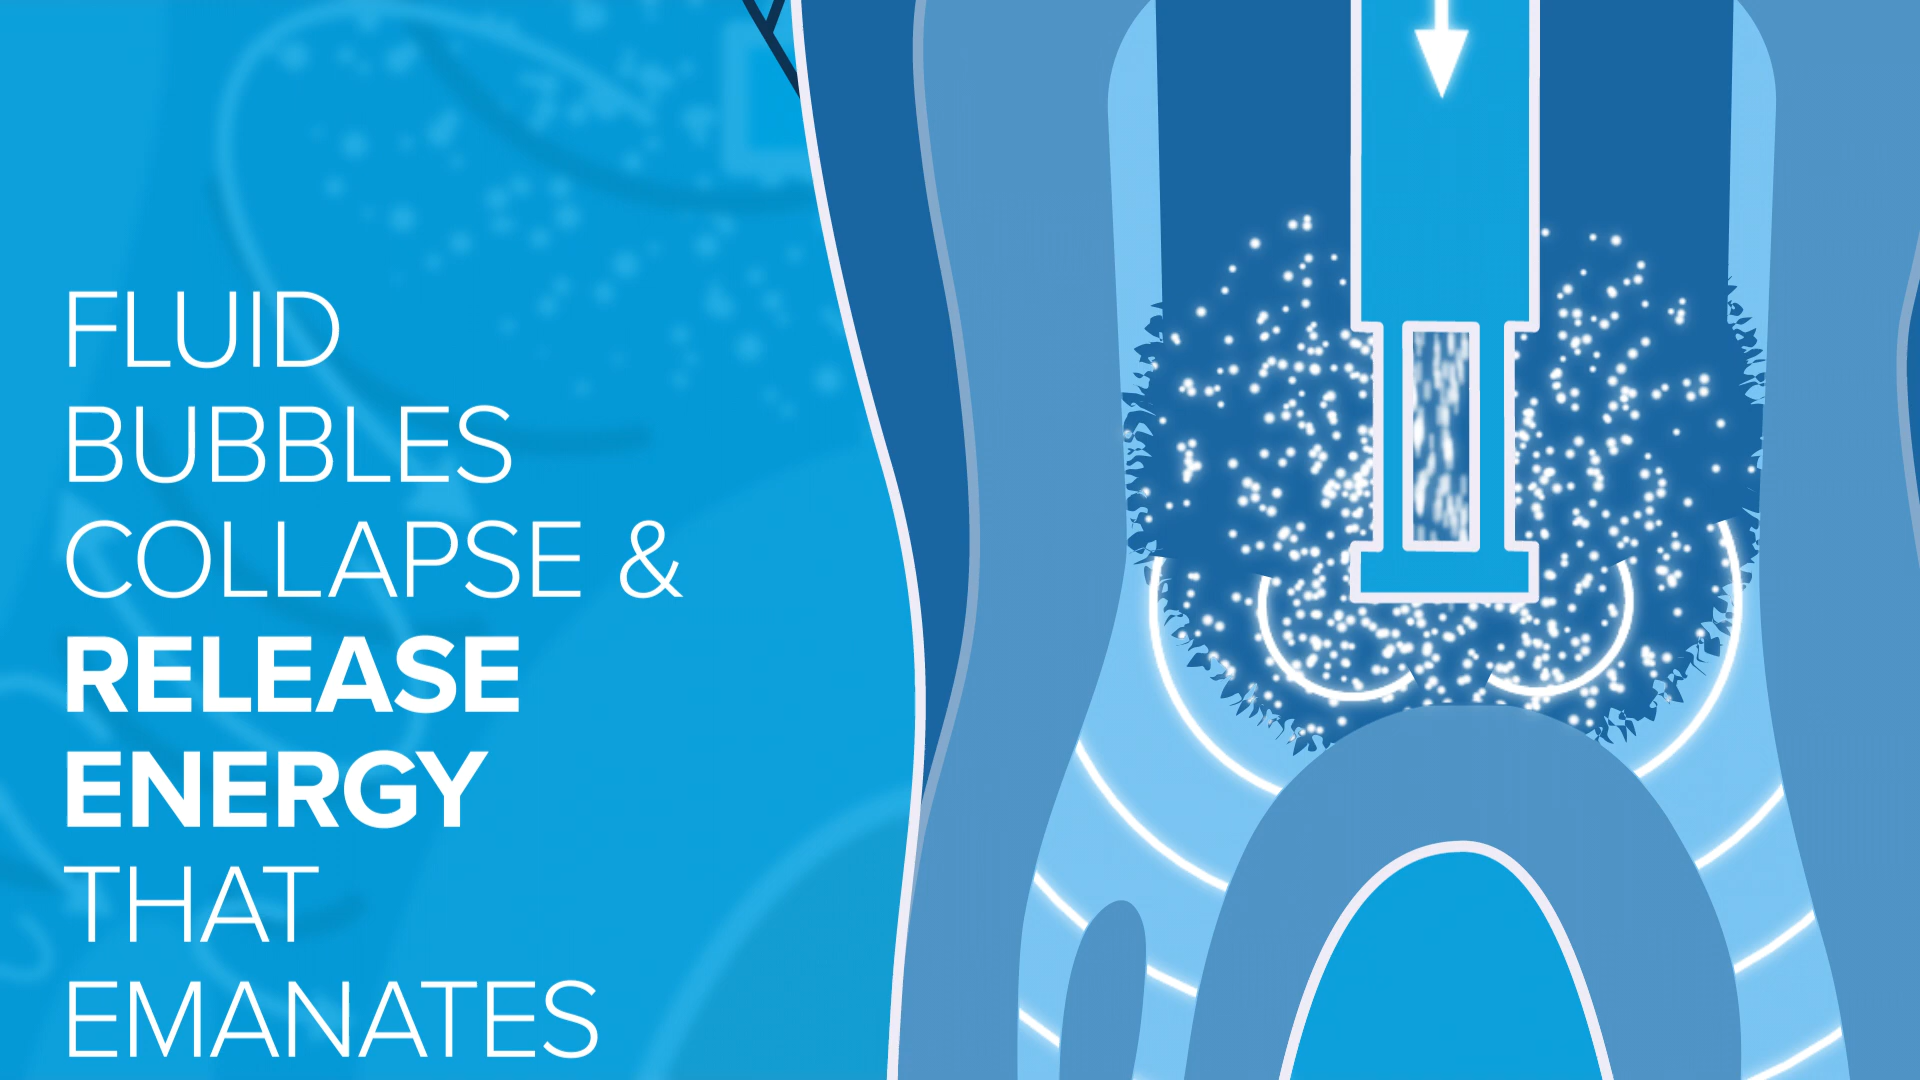 FLUID
BUBBLES
COLLAPSE &
RELEASE
ENERGY
THAT
EMANATES